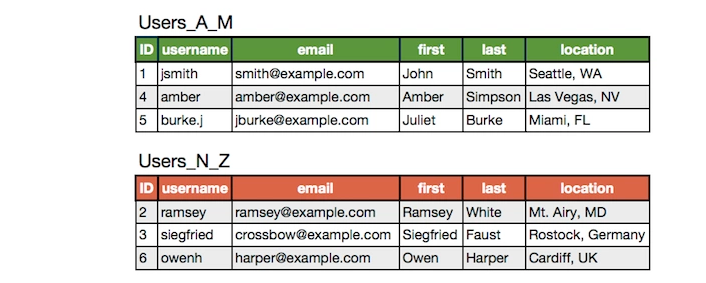 Users_A_M
ID username email first last location
1 jsmith smith@example.com John Smith Seattle, WA
4 amber amber@example.com Amber Simpson Las Vegas, NV
5 burke.j jburke@example.com Juliet Burke Miami, FL
Users_N_Z
ID username email first last location
2 ramsey ramsey@example.com Ramsey White Mt. Airy, MD
3 siegfried crossbow@example.com Siegfried Faust Rostock, Germany
6 owenh harper@example.com Owen Harper Cardiff, UK